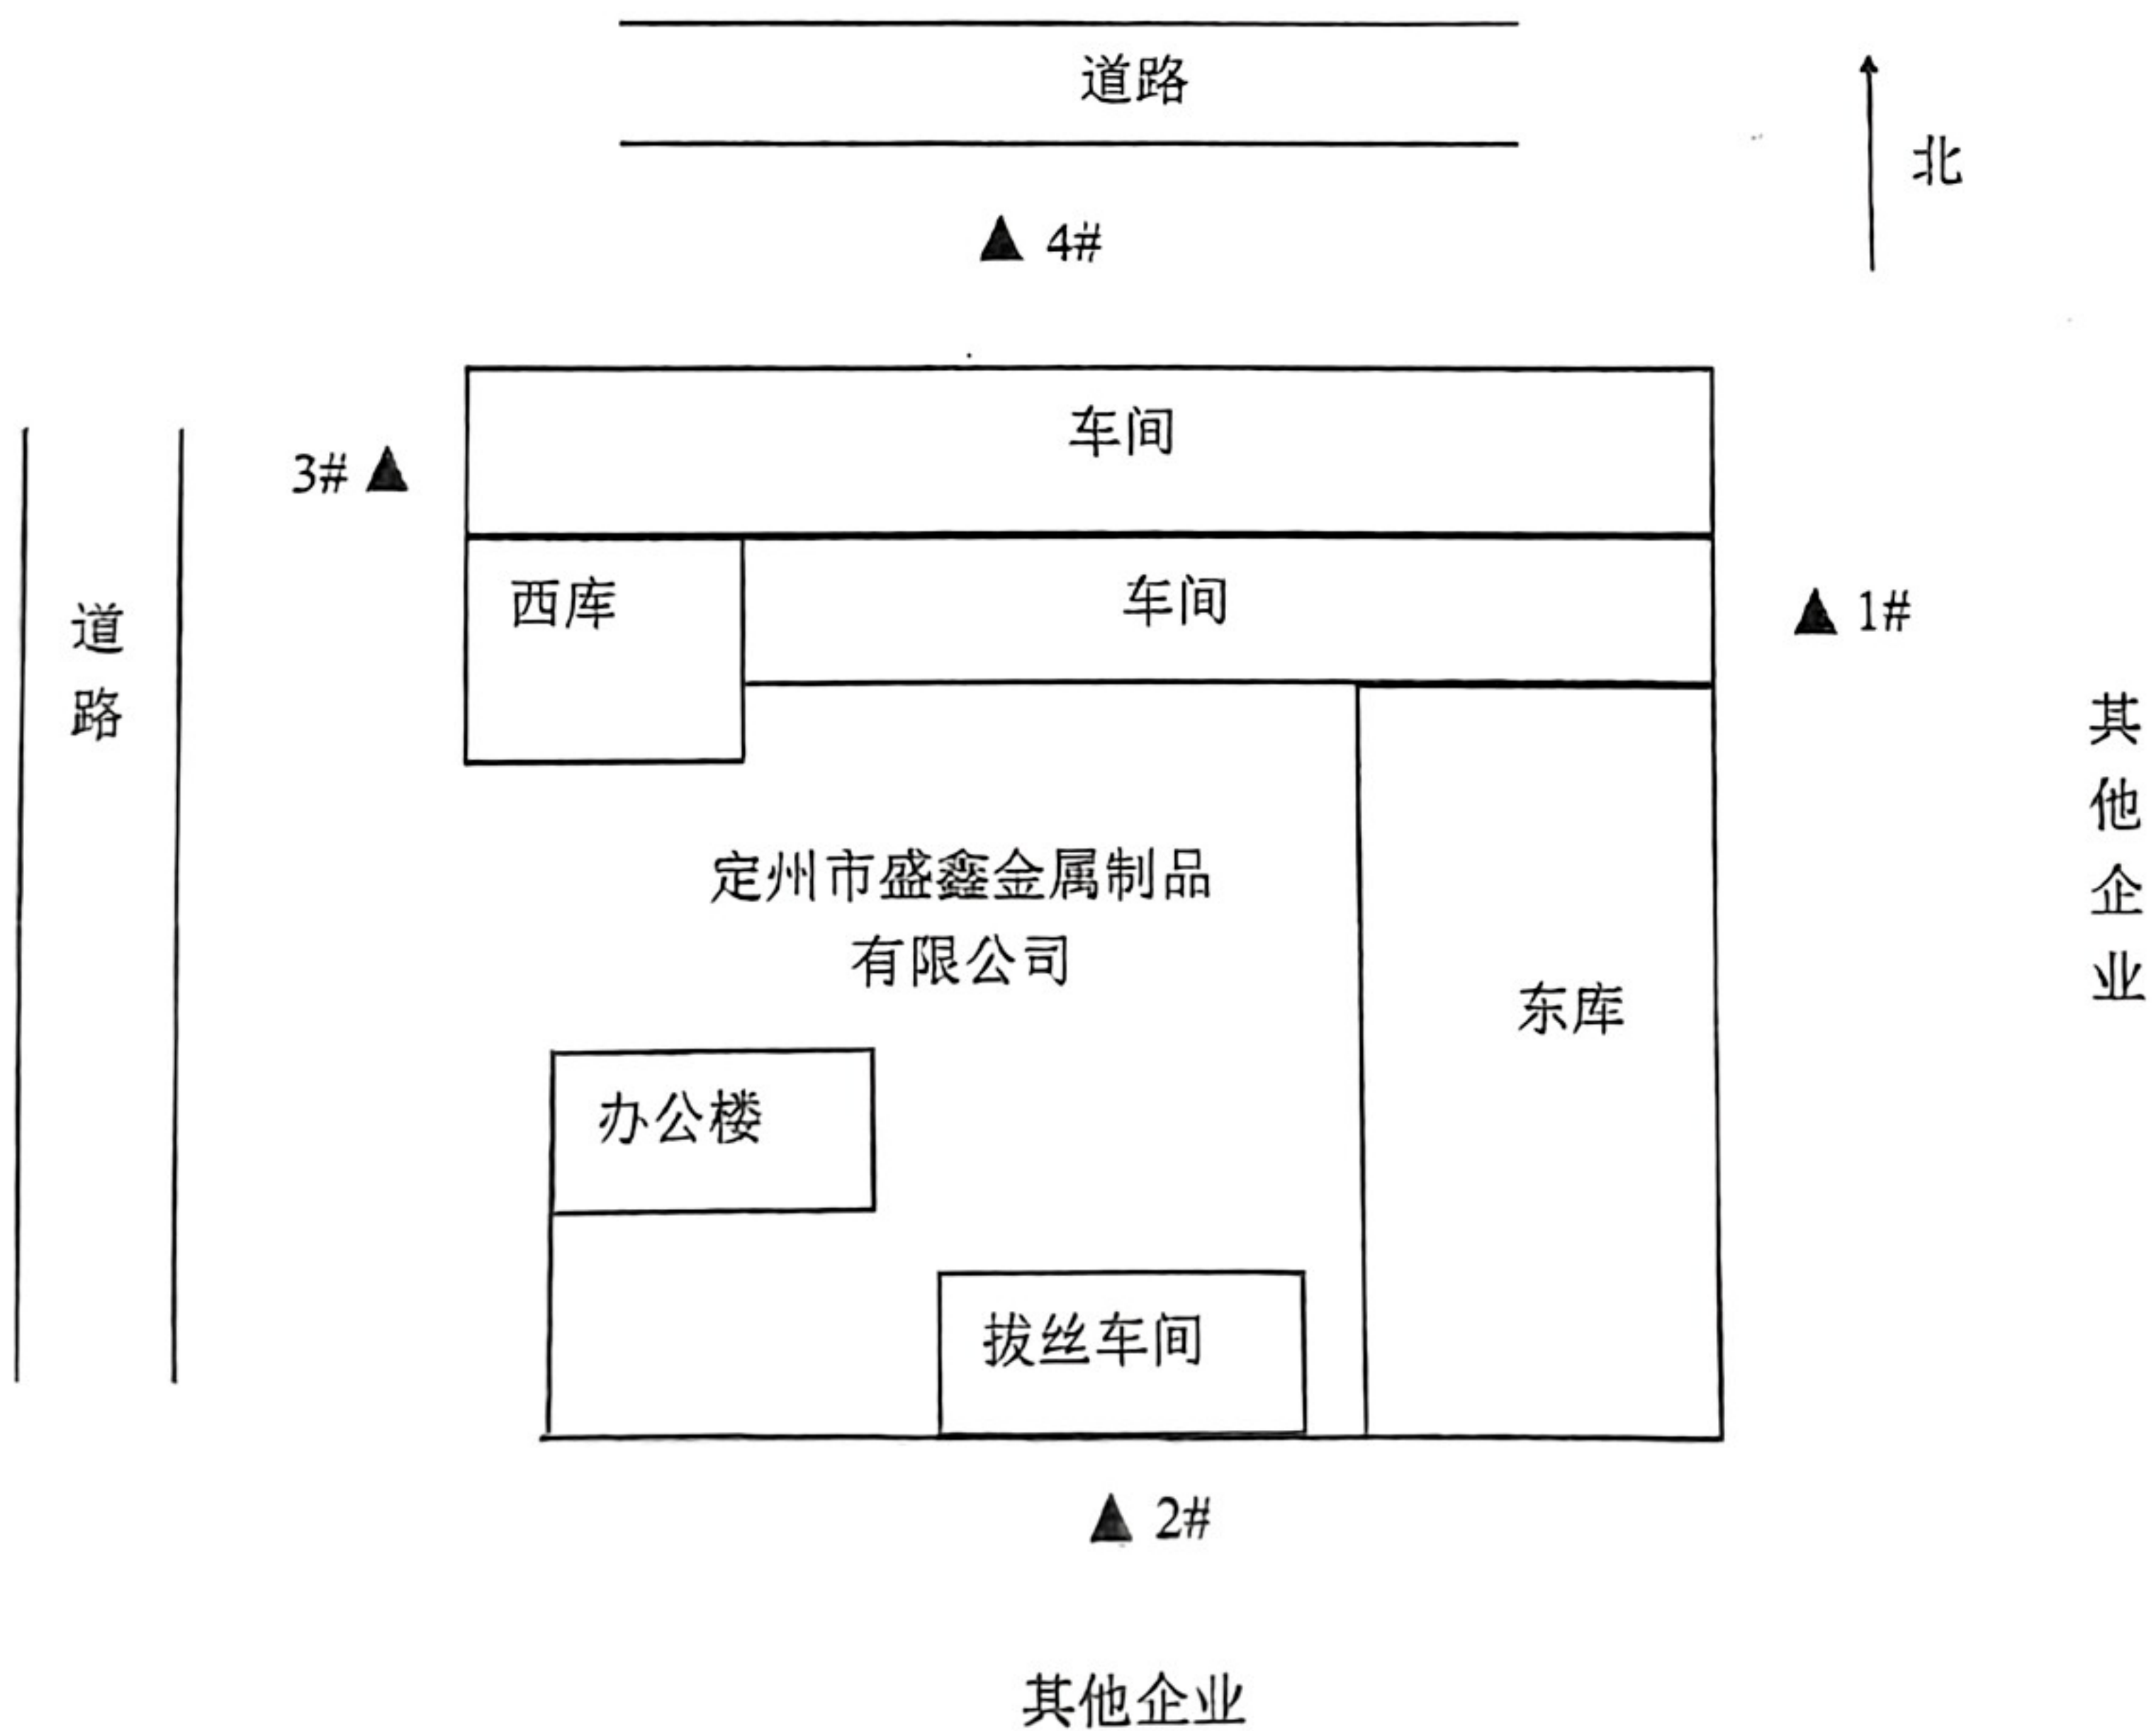 道路
北
▲ 4#
车间
3# ▲
西库
车间
▲ 1#
道路
其他企业
定州市盛鑫金属制品
有限公司
东库
办公楼
拔丝车间
▲ 2#
其他企业